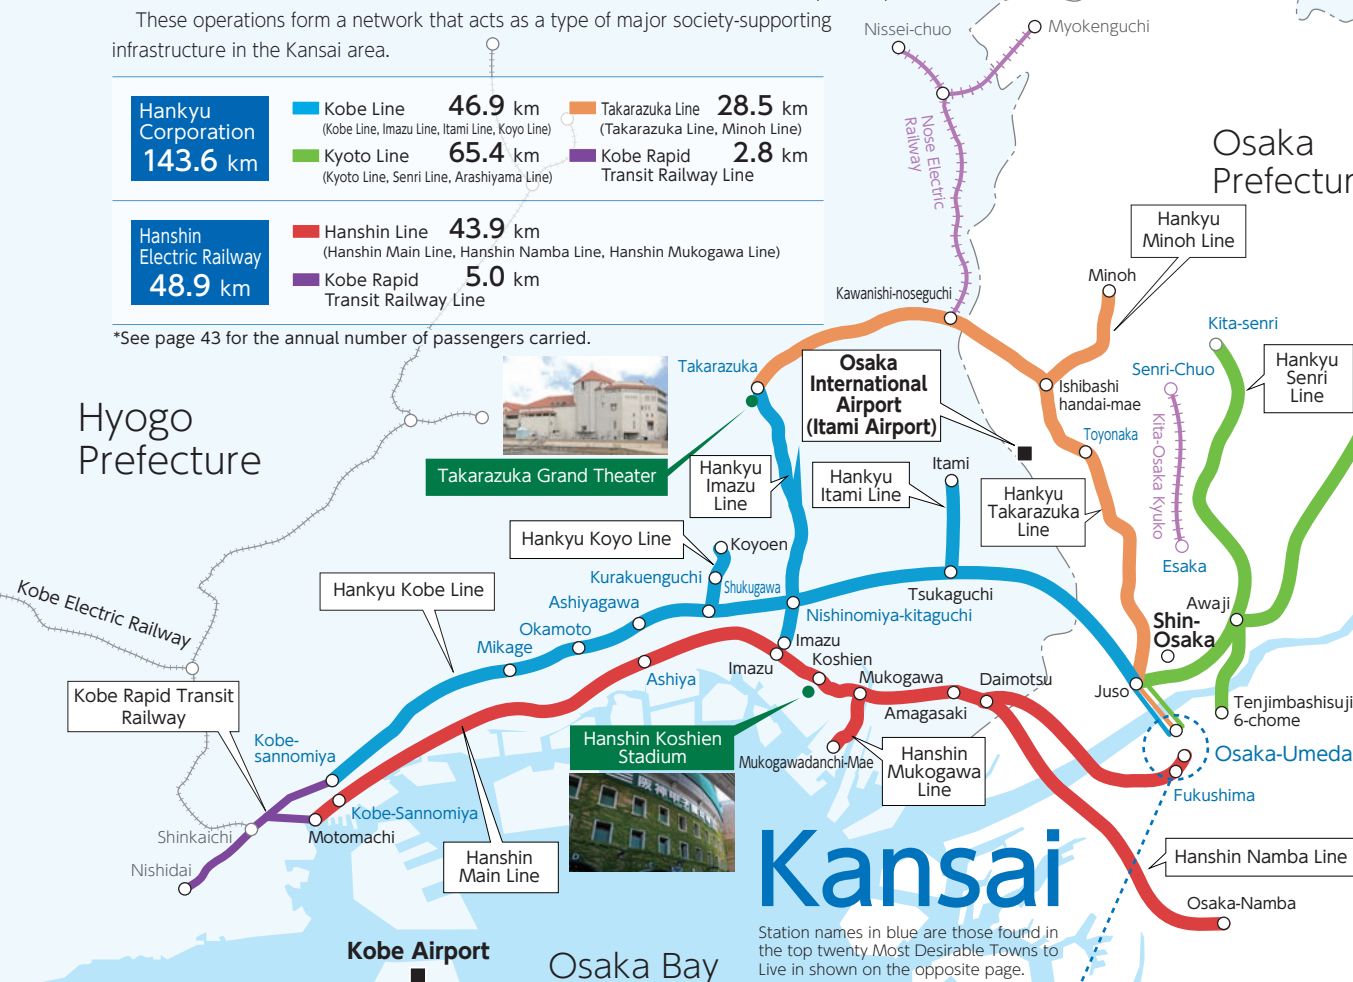 These operations form a network that acts as a type of major society-supporting
infrastructure in the Kansai area.
Hankyu
Corporation
143.6 km
Kobe Line 46.9 km
(Kobe Line, Imazu Line, Itami Line, Koyo Line)
Takarazuka Line 28.5 km
(Takarazuka Line, Minoh Line)
Kyoto Line 65.4 km
(Kyoto Line, Senri Line, Arashiyama Line)
Kobe Rapid 2.8 km
Transit Railway Line
Hanshin
Electric Railway
48.9 km
Hanshin Line 43.9 km
(Hanshin Main Line, Hanshin Namba Line, Hanshin Mukogawa Line)
Kobe Rapid 5.0 km
Transit Railway Line
*See page 43 for the annual number of passengers carried.
Nissei-chuo
Myokenguchi
Nose Electric
Railway
Osaka
Prefectur
Hankyu
Minoh Line
Minoh
Kawanishi-noseguchi
Kita-senri
Hankyu
Senri
Line
Senri-Chuo
Kita-Osaka Kyuko
Esaka
Takarazuka
Osaka
International
Airport
(Itami Airport)
Ishibashi
handai-mae
Toyonaka
Hyogo
Prefecture
Takarazuka Grand Theater
Hankyu
Imazu
Line
Hankyu
Itami Line
Itami
Hankyu
Takarazuka
Line
Hankyu Koyo Line
Koyoen
Kurakuenguchi
Shukugawa
Hankyu Kobe Line
Ashiyagawa
Okamoto
Mikage
Nishinomiya-kitaguchi
Tsukaguchi
Awaji
Shin-
Osaka
Kobe Electric Railway
Imazu
Imazu
Koshien
Mukogawa
Daimotsu
Juso
Ashiya
Amagasaki
Tenjimbashisuji
6-chome
Kobe Rapid Transit
Railway
Kobe-
sannomiya
Hanshin Koshien
Stadium
阪神甲子園
Mukogawadanchi-Mae
Hanshin
Mukogawa
Line
Osaka-Umeda
Fukushima
Kobe-Sannomiya
Shinkaichi
Motomachi
Nishidai
Hanshin
Main Line
Kansai
Hanshin Namba Line
Osaka-Namba
Station names in blue are those found in
the top twenty Most Desirable Towns to
Live in shown on the opposite page.
Kobe Airport
Osaka Bay